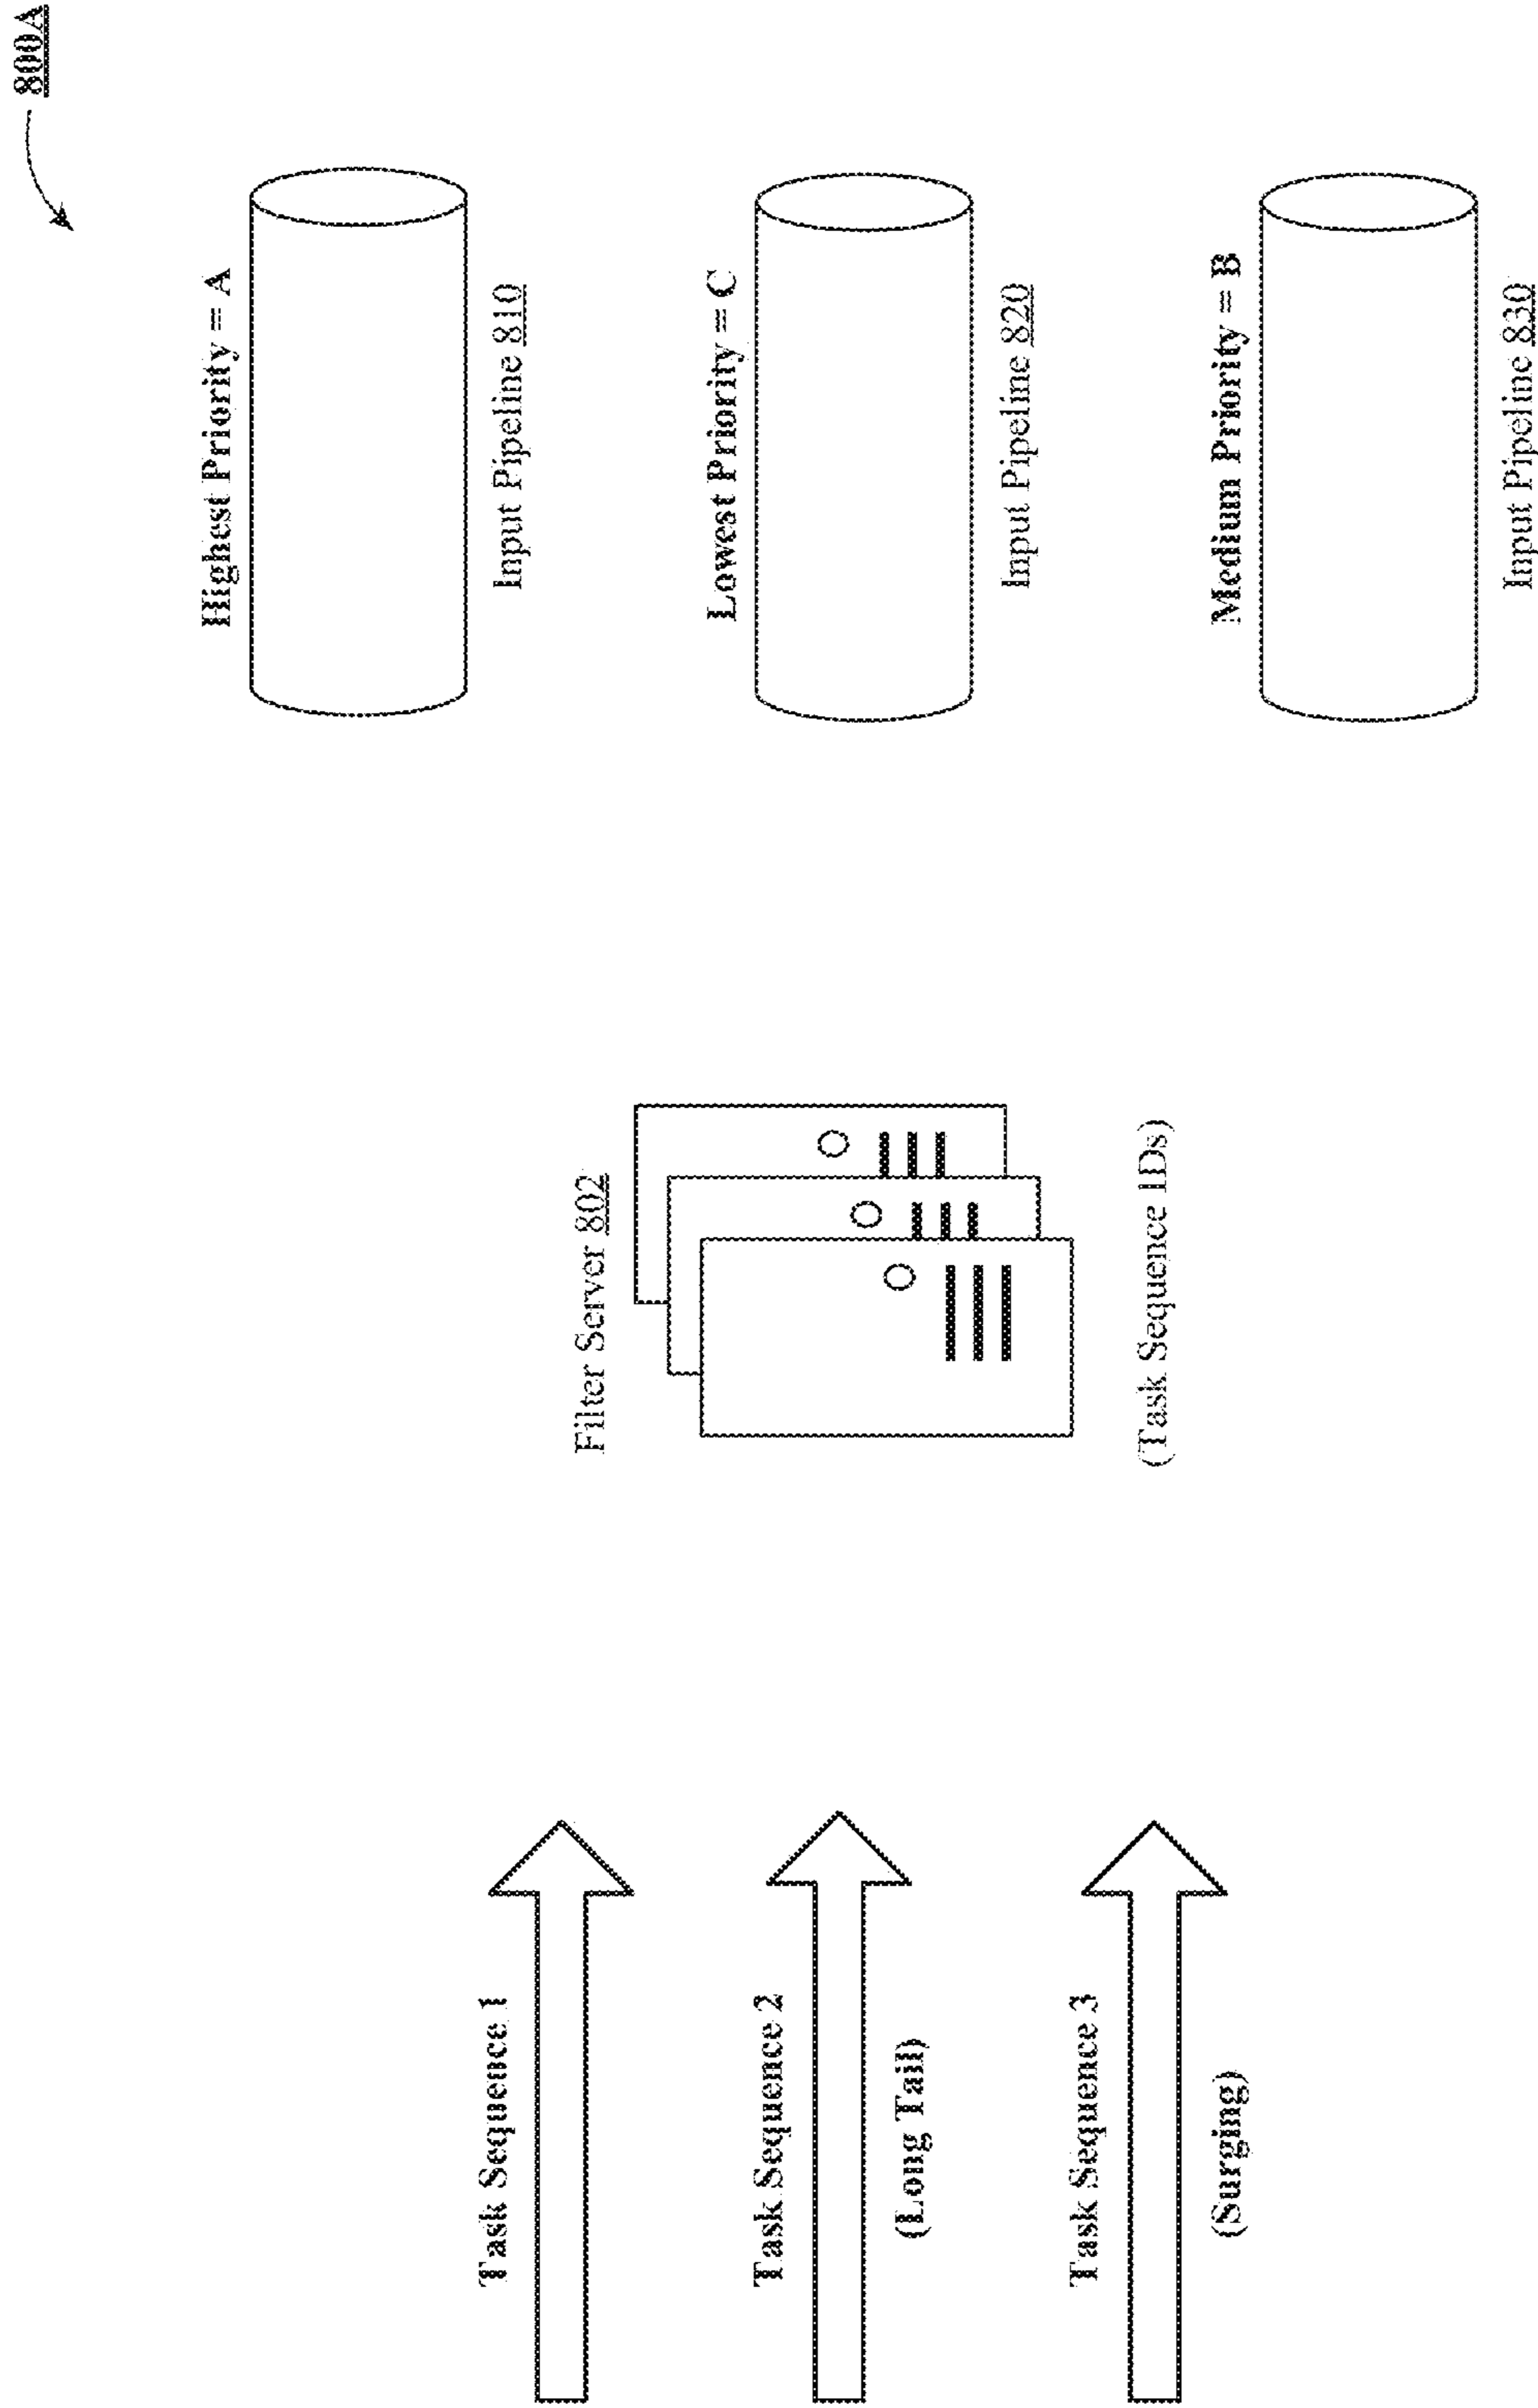 800A
Task Sequence 1
Task Sequence 2
(Long Tail)
Task Sequence 3
(Surging)
Filter Server 802
(Task Sequence IDs)
Highest Priority = A
Input Pipeline 810
Lowest Priority = C
Input Pipeline 820
Medium Priority = B
Input Pipeline 830